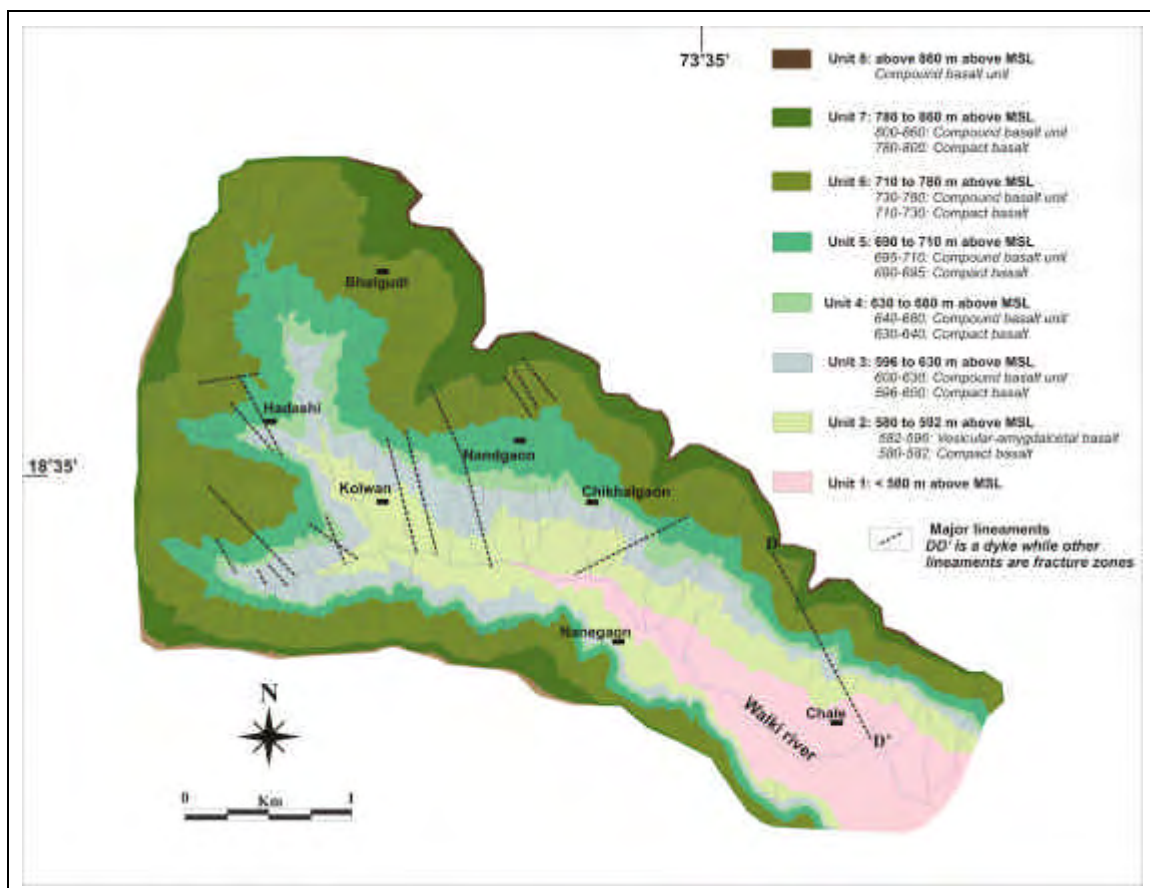 73°35'
Unit 8: above 860 m above MSL
Compound basalt unit
Unit 7: 780 to 860 m above MSL
800-860: Compound basalt unit
780-800: Compact basalt
Unit 6: 710 to 780 m above MSL
730-780: Compound basalt unit
710-730: Compact basalt
Unit 5: 690 to 710 m above MSL
695-710: Compound basalt unit
690-695: Compact basalt
Unit 4: 630 to 680 m above MSL
640-680: Compound basalt unit
630-640: Compact basalt
Unit 3: 596 to 630 m above MSL
600-630: Compound basalt unit
596-600: Compact basalt
Unit 2: 580 to 592 m above MSL
582-596: Vesicular-amygdaloidal basalt
580-582: Compact basalt
Unit 1: < 580 m above MSL
Major lineaments
DD' is a dyke while other
lineaments are fracture zones
Bhalgudi
Hadashi
Nandgaon
18°35'
Kolwan
Chikhalgaon
D
Nanegaon
Chale
Walki river
D'
N
0 Km 1